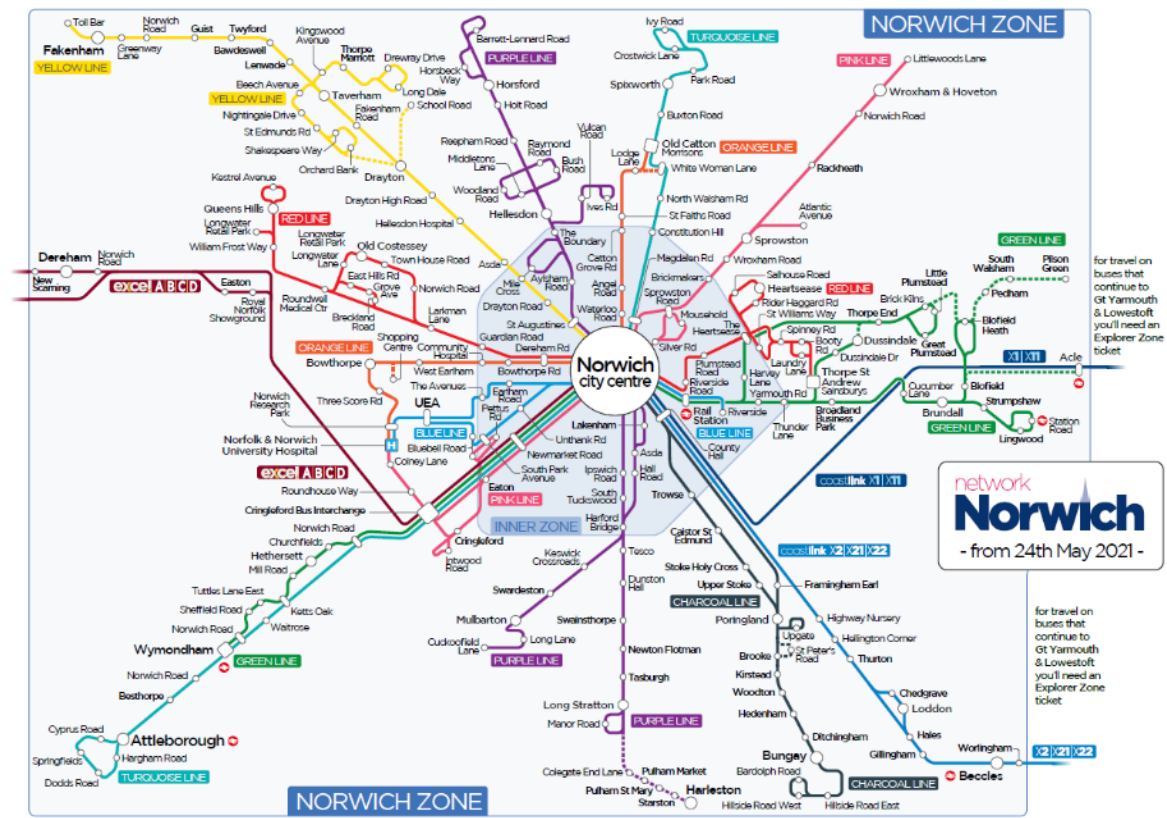 NORWICH ZONE
Toll Bar
Fakenham
YELLOW LINE
Greenway
Lane
Norwich
Road
Guist
Twyford
Bawdeswell
Lenwade
Kingswood
Avenue
Thorpe
Marriott
Drewray Drive
Long Dale
School Road
Beech Avenue
YELLOW LINE
Taverham
Fakenham
Road
Nightingale Drive
St Edmunds Rd
Shakespeare Way
Orchard Bank
Drayton
Drayton High Road
Hellesdon Hospital
Asda
Mile
Cross
Drayton Road
St Augustines
Barrett-Lennard Road
PURPLE LINE
Horsbeck
Way
Horsford
Holt Road
Reepham Road
Middletons
Lane
Raymond
Road
Bush
Road
Vulcan
Road
Woodland
Road
Ives Rd
Hellesdon
The
Boundary
Aylsham
Road
Ivy Road
TURQUOISE LINE
Crostwick Lane
Park Road
Spixworth
Buxton Road
Old Catton
Morrisons
ORANGE LINE
Lodge
Lane
White Woman Lane
North Walsham Rd
St Faiths Road
Constitution Hill
Catton
Grove Rd
Magdalen Rd
Angel
Road
Waterloo
Road
PINK LINE
Littlewoods Lane
Wroxham & Hoveton
Norwich Road
Rackheath
Atlantic
Avenue
Sprowston
Wroxham Road
Brickmakers
Sprowston
Road
Mousehold
Silver Rd
Salhouse Road
Heartsease
RED LINE
Rider Haggard Rd
St Williams Way
The
Heartsease
Spinney Rd
Booty
Rd
Laundry
Lane
Plumstead
Road
Riverside
Road
Harvey
Lane
Yarmouth Rd
Thunder
Lane
Thorpe St
Andrew
Sainsburys
Thorpe End
Dussindale
Dussindale Dr
Brick Kilns
Little
Plumstead
Great
Plumstead
GREEN LINE
South
Walsham
Pilson
Green
Pedham
Blofield
Heath
Blofield
X1 X11
Acle
Cucumber
Lane
Brundall
Strumpshaw
GREEN LINE
Lingwood
Station
Road
Broadland
Business
Park
for travel on
buses that
continue to
Gt Yarmouth
& Lowestoft
you'll need an
Explorer Zone
ticket
Kestrel Avenue
Queens Hills
RED LINE
Longwater
Retail Park
William Frost Way
Longwater
Retail Park
Longwater
Lane
Old Costessey
Town House Road
East Hills Rd
Grove
Ave
Norwich Road
Roundwell
Medical Ctr
Breckland
Road
Larkman
Lane
Dereham
Norwich
Road
New
Scarning
excel A B C D
Easton
Royal
Norfolk
Showground
Guardian Road
Dereham Rd
Norwich
city centre
ORANGE LINE
Shopping
Centre
Community
Hospital
Bowthorpe
West Earlham
Bowthorpe Rd
The Avenues
Earlham
Road
Three Score Rd
UEA
Pettus
Rd
Norwich
Research
Park
BLUE LINE
Bluebell Road
Unthank Rd
Newmarket Road
Norfolk & Norwich
University Hospital
H
Colney Lane
South Park
Avenue
excel A B C D
Eaton
PINK LINE
Roundhouse Way
Cringleford Bus Interchange
INNER ZONE
Cringleford
Intwood
Road
Norwich Road
Churchfields
Hethersett
Mill Road
Tuttles Lane East
Ketts Oak
Sheffield Road
Waitrose
Norwich Road
Wymondham
GREEN LINE
Norwich Road
Besthorpe
Cyprus Road
Attleborough
Springfields
Hargham Road
Dodds Road
TURQUOISE LINE
Lakenham
Asda
Ipswich
Road
Hall
Road
South
Tuckswood
Harford
Bridge
Tesco
Keswick
Crossroads
Dunston
Hall
Swardeston
Mulbarton
Swainsthorpe
Long Lane
Cuckoofield
Lane
PURPLE LINE
Newton Flotman
Tasburgh
Long Stratton
Manor Road
PURPLE LINE
Colegate End Lane
Pulham Market
Pulham St Mary
Starston
Harleston
Rail
Station
Riverside
BLUE LINE
County
Hall
Trowse
coastlink X1 X11
Caistor St
Edmund
coastlink X2 X21 X22
Stoke Holy Cross
Upper Stoke
Framingham Earl
CHARCOAL LINE
Poringland
Upgate
St Peter's
Road
Brooke
Kirstead
Woodton
Hedenham
Ditchingham
Bungay
Bardolph Road
CHARCOAL LINE
Hillside Road West
Hillside Road East
Highway Nursery
Hellington Corner
Thurton
Chedgrave
Loddon
Hales
Gillingham
Worlingham
X2 X21 X22
Beccles
network
Norwich
- from 24th May 2021 -
for travel on
buses that
continue to
Gt Yarmouth
& Lowestoft
you'll need an
Explorer Zone
ticket
NORWICH ZONE